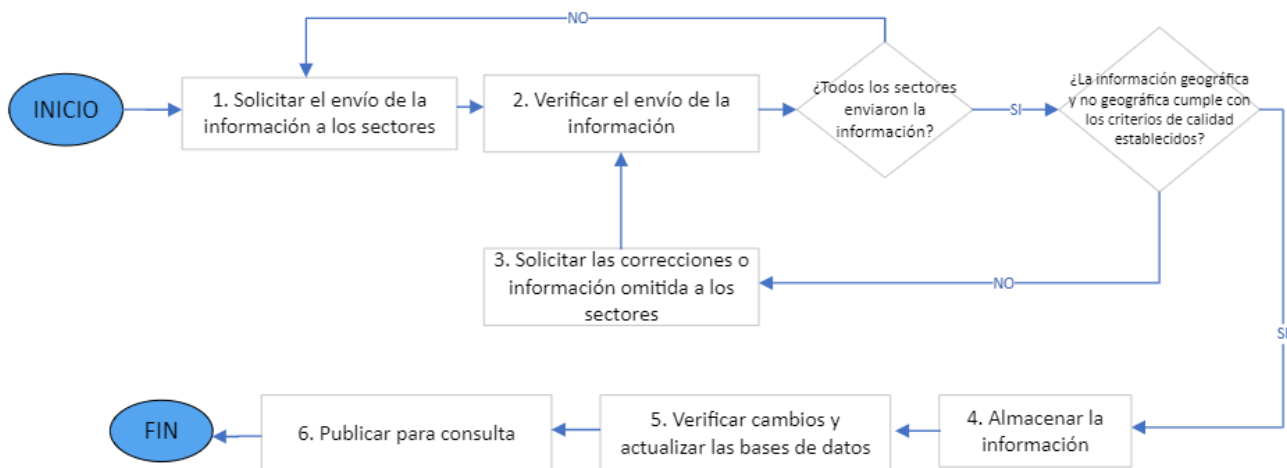 NO
INICIO
1. Solicitar el envío de la
información a los sectores
2. Verificar el envío de la
información
¿Todos los sectores
enviaron la
información?
SI
¿La información geográfica
y no geográfica cumple con
los criterios de calidad
establecidos?
3. Solicitar las correcciones o
información omitida a los
sectores
NO
SI
FIN
6. Publicar para consulta
5. Verificar cambios y
actualizar las bases de datos
4. Almacenar la
información